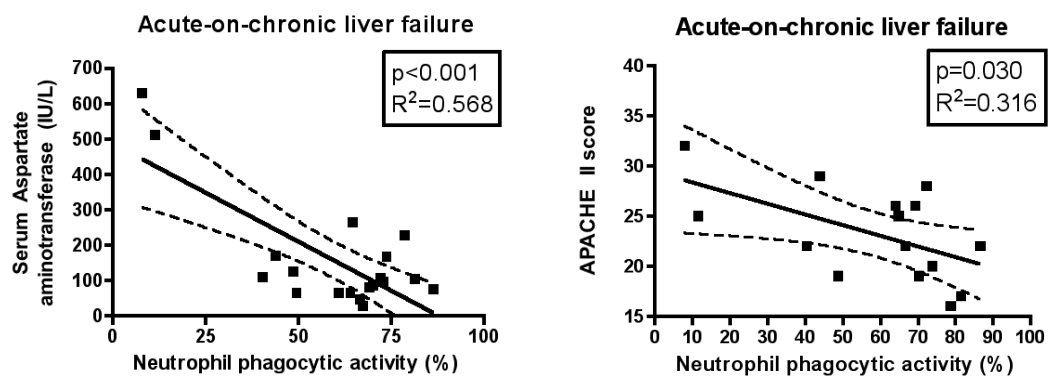 Acute-on-chronic liver failure
p<0.001
R²=0.568
Serum Aspartate
aminotransferase (IU/L)
700
600
500
400
300
200
100
0
0 25 50 75 100
Neutrophil phagocytic activity (%)
Acute-on-chronic liver failure
p=0.030
R²=0.316
APACHE II score
40
35
30
25
20
15
0 10 20 30 40 50 60 70 80 90 100
Neutrophil phagocytic activity (%)